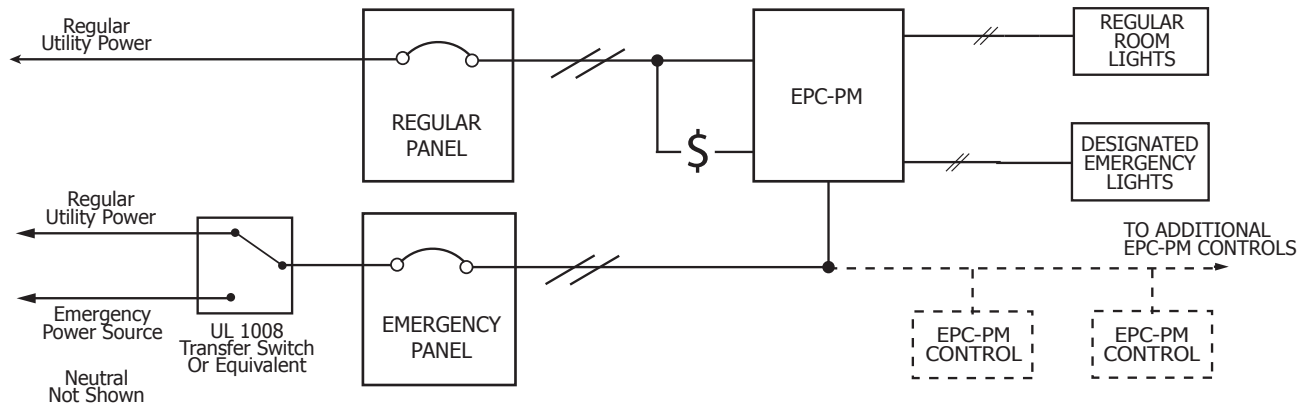 Regular
Utility Power
REGULAR
PANEL
$
EPC-PM
REGULAR
ROOM
LIGHTS
DESIGNATED
EMERGENCY
LIGHTS
Regular
Utility Power
Emergency
Power Source
Neutral
Not Shown
UL 1008
Transfer Switch
Or Equivalent
EMERGENCY
PANEL
TO ADDITIONAL
EPC-PM CONTROLS
EPC-PM
CONTROL
EPC-PM
CONTROL